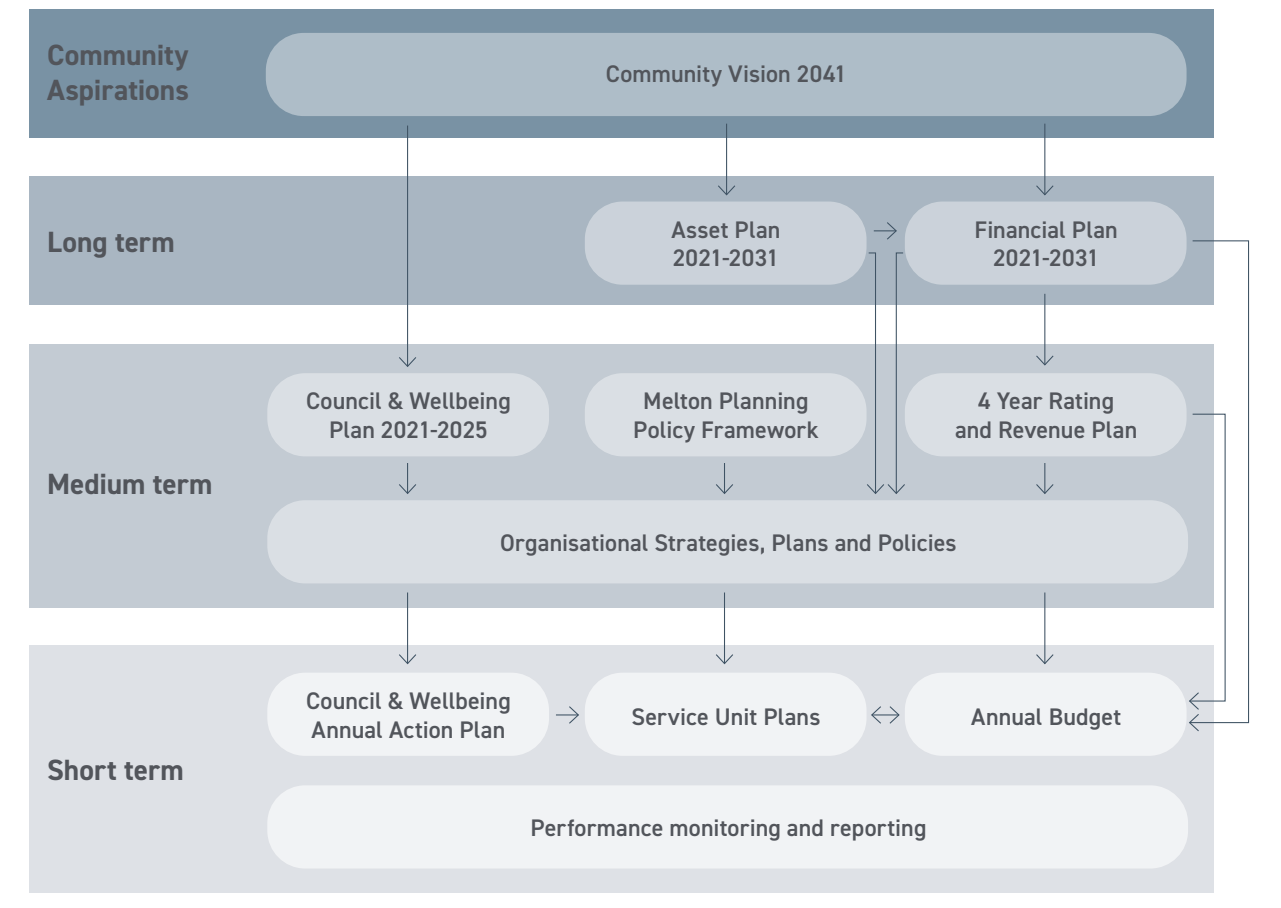 Community
Aspirations
Community Vision 2041
Long term
Asset Plan
2021-2031
Financial Plan
2021-2031
Medium term
Council & Wellbeing
Plan 2021-2025
Melton Planning
Policy Framework
4 Year Rating
and Revenue Plan
Organisational Strategies, Plans and Policies
Short term
Council & Wellbeing
Annual Action Plan
Service Unit Plans
Annual Budget
Performance monitoring and reporting